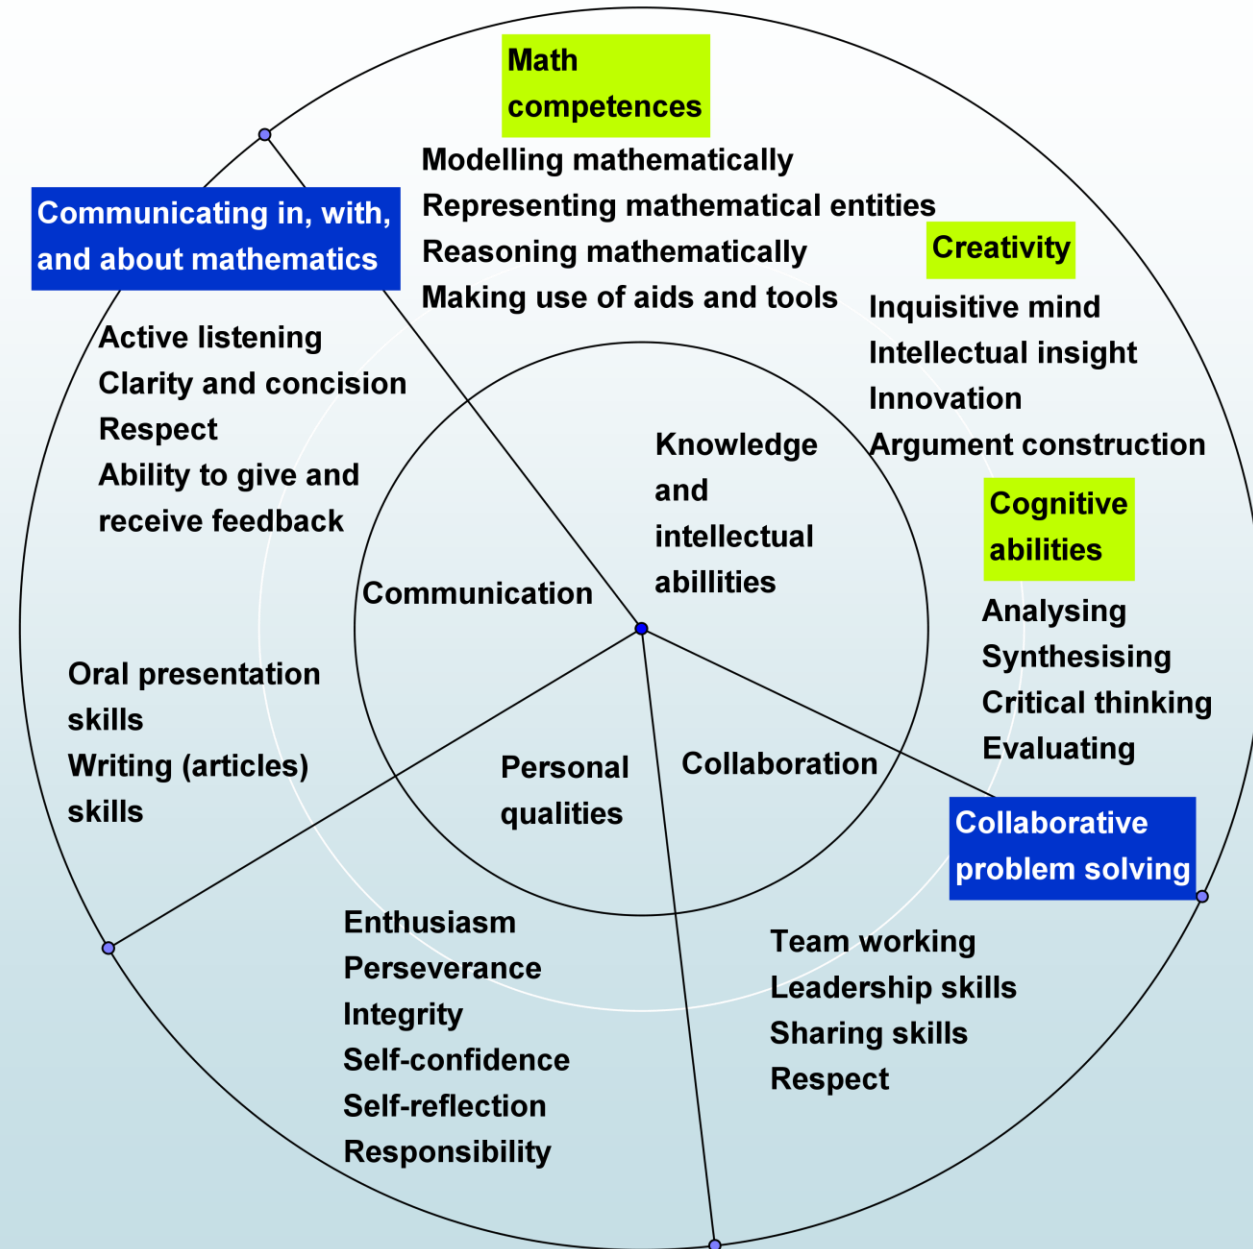 Math
competences
Modelling mathematically
Representing mathematical entities
Reasoning mathematically
Making use of aids and tools
Communicating in, with,
and about mathematics
Active listening
Clarity and concision
Respect
Ability to give and
receive feedback
Oral presentation
skills
Writing (articles)
skills
Creativity
Inquisitive mind
Intellectual insight
Innovation
Argument construction
Cognitive
abilities
Analysing
Synthesising
Critical thinking
Evaluating
Knowledge
and
intellectual
abillities
Communication
Personal
qualities
Collaboration
Collaborative
problem solving
Enthusiasm
Perseverance
Integrity
Self-confidence
Self-reflection
Responsibility
Team working
Leadership skills
Sharing skills
Respect